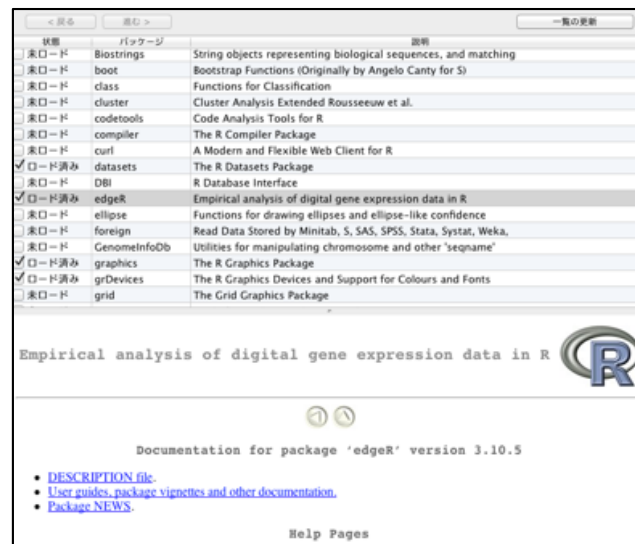 < 戻る 進む > 一覧の更新
状態 パッケージ 説明
未ロード Biostrings String objects representing biological sequences, and matching
未ロード boot Bootstrap Functions (Originally by Angelo Canty for S)
未ロード class Functions for Classification
未ロード cluster Cluster Analysis Extended Rousseeuw et al.
未ロード codetools Code Analysis Tools for R
未ロード compiler The R Compiler Package
未ロード curl A Modern and Flexible Web Client for R
ロード済み datasets The R Datasets Package
未ロード DBI R Database Interface
ロード済み edgeR Empirical analysis of digital gene expression data in R
未ロード ellipse Functions for drawing ellipses and ellipse-like confidence
未ロード foreign Read Data Stored by Minitab, S, SAS, SPSS, Stata, Systat, Weka,
未ロード GenomeInfoDb Utilities for manipulating chromosome and other 'seqname'
ロード済み graphics The R Graphics Package
ロード済み grDevices The R Graphics Devices and Support for Colours and Fonts
未ロード grid The Grid Graphics Package
Empirical analysis of digital gene expression data in R
R
Documentation for package ‘edgeR’ version 3.10.5
• DESCRIPTION file.
• User guides, package vignettes and other documentation.
• Package NEWS.
Help Pages